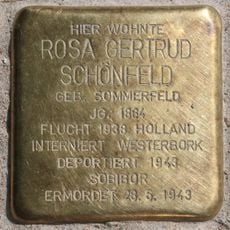 HIER WOHNTE
ROSA GERTRUD
SCHÖNFELD
GEB. SOMMERFELD
JG. 1884
FLUCHT 1938 HOLLAND
INTERNIERT WESTERBORK
DEPORTIERT 1943
SOBIBOR
ERMORDET 5. 1943